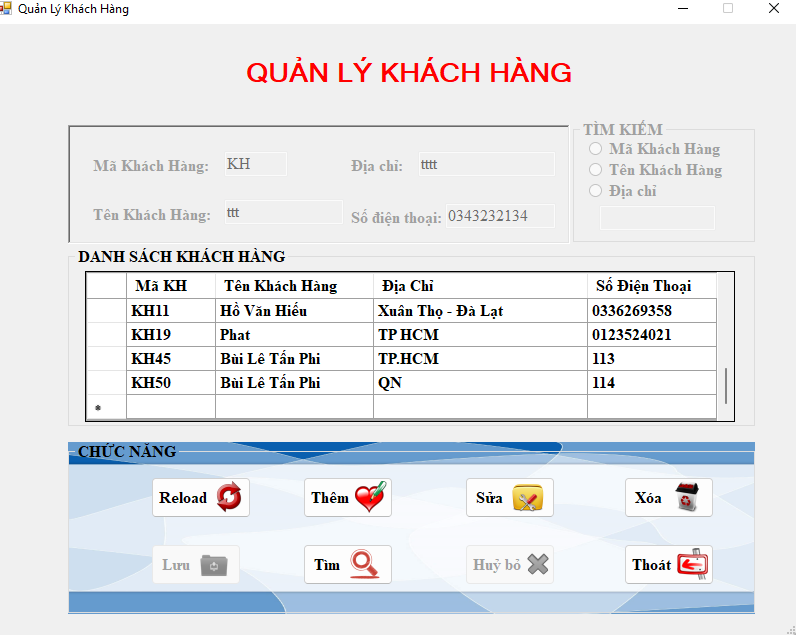 Quản Lý Khách Hàng
QUẢN LÝ KHÁCH HÀNG
Mã Khách Hàng: KH Địa chỉ: tttt
Tên Khách Hàng: ttt Số điện thoại: 0343232134
TÌM KIẾM
Mã Khách Hàng
Tên Khách Hàng
Địa chỉ
DANH SÁCH KHÁCH HÀNG
Mã KH Tên Khách Hàng Địa Chỉ Số Điện Thoại
KH11 Hồ Văn Hiếu Xuân Thọ - Đà Lạt 0336269358
KH19 Phat TP HCM 0123524021
KH45 Bùi Lê Tấn Phi TP.HCM 113
KH50 Bùi Lê Tấn Phi QN 114
*
CHỨC NĂNG
Reload Thêm Sửa Xóa
Lưu Tìm Huỷ bỏ Thoát